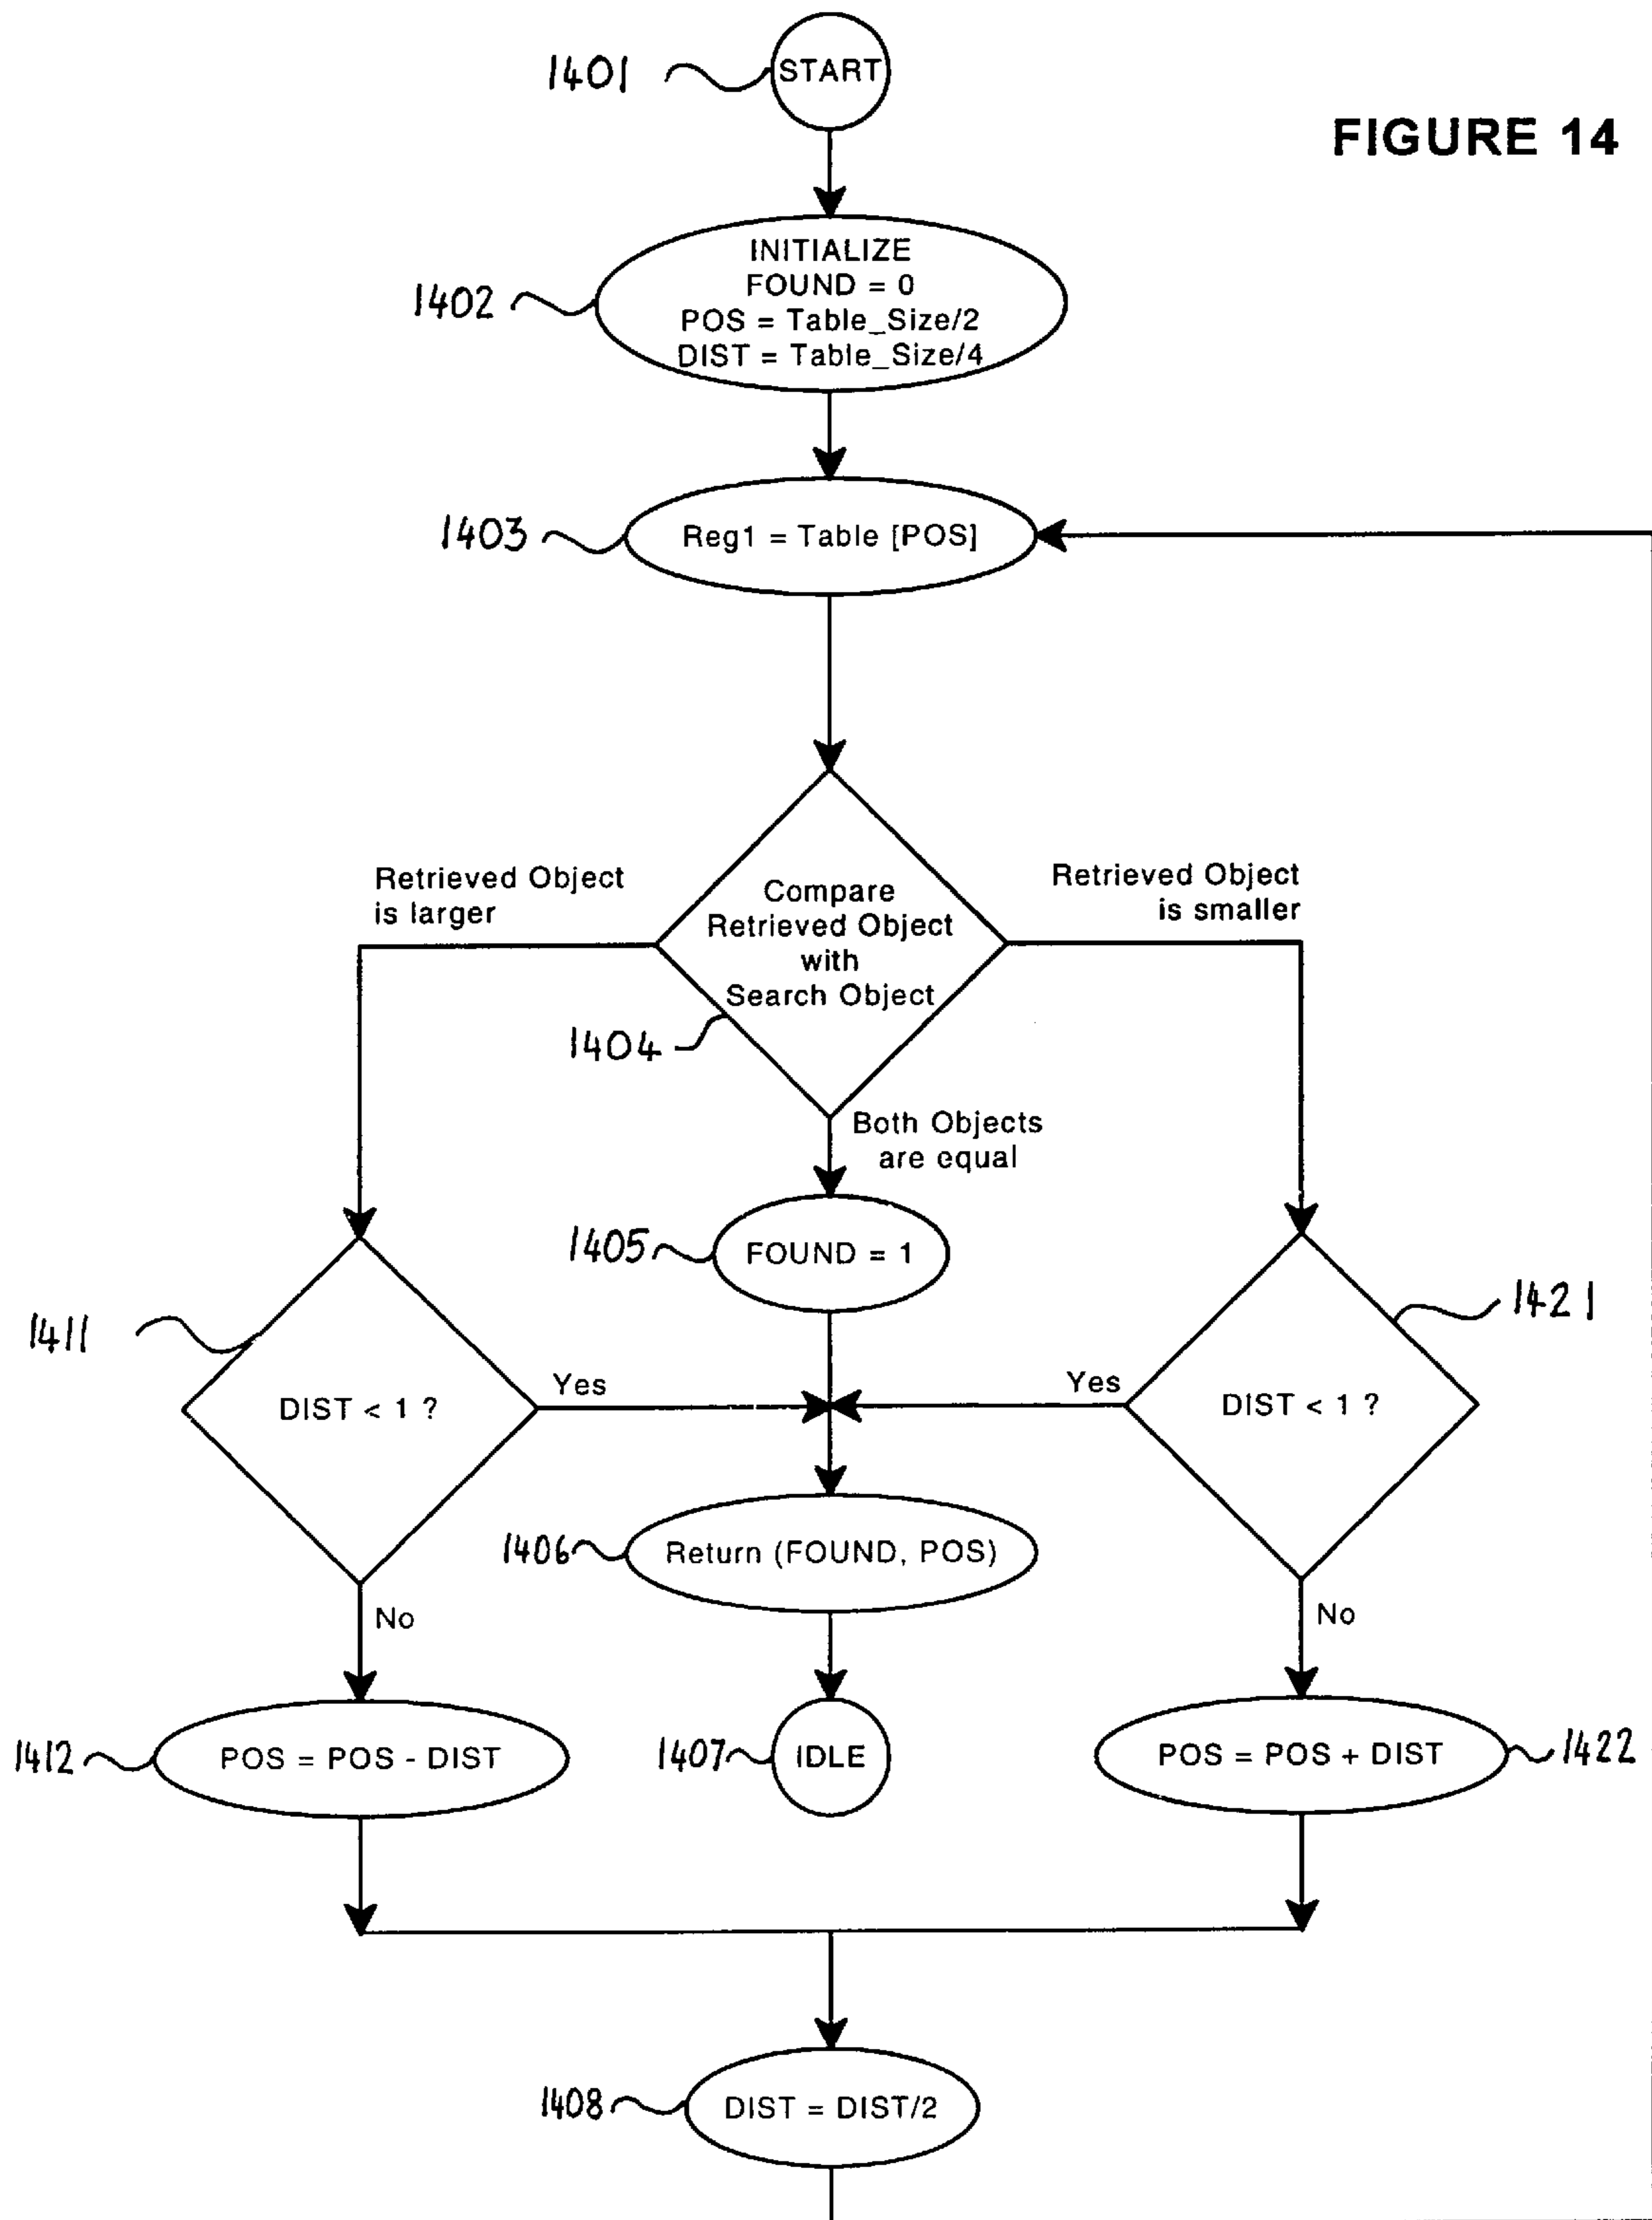 1401
START
FIGURE 14
1402
INITIALIZE
FOUND = 0
POS = Table_Size/2
DIST = Table_Size/4
1403
Reg1 = Table [POS]
Retrieved Object
is larger
Compare
Retrieved Object
with
Search Object
Retrieved Object
is smaller
1404
Both Objects
are equal
1405
FOUND = 1
1411
DIST < 1 ?
Yes
Yes
DIST < 1 ?
1421
1406
Return (FOUND, POS)
No
No
1412
POS = POS - DIST
1407
IDLE
POS = POS + DIST
1422
1408
DIST = DIST/2